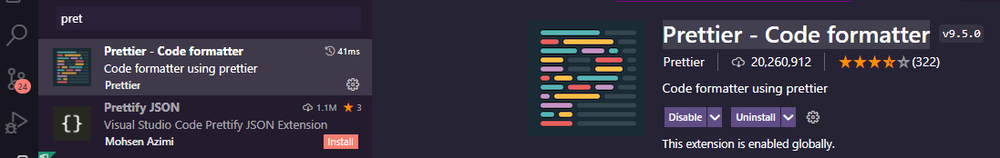 pret
Prettier - Code formatter
41ms
Code formatter using prettier
Prettier
Prettify JSON
1.1M
3
Visual Studio Code Prettify JSON Extension
Mohsen Azimi
Install
24
{}
Prettier - Code formatter
v9.5.0
Prettier
20,260,912
(322)
Code formatter using prettier
Disable
Uninstall
This extension is enabled globally.